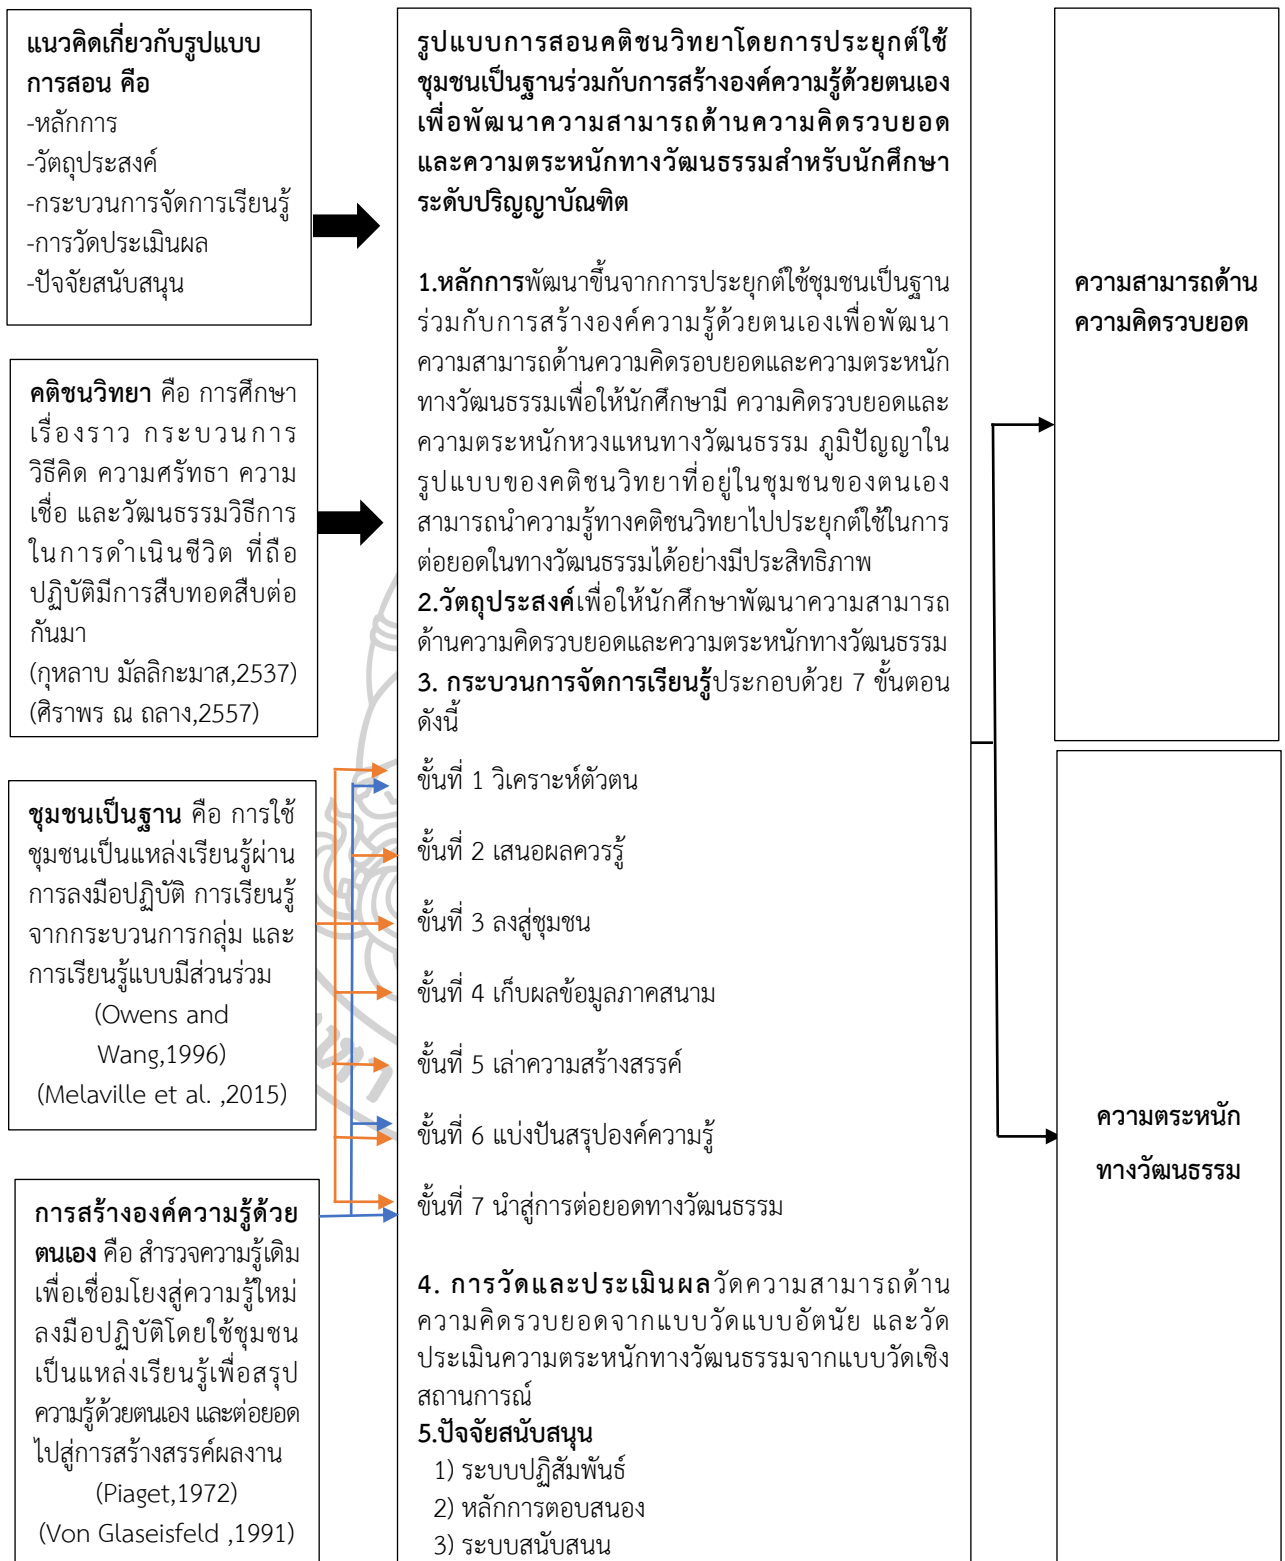 แนวคิดเกี่ยวกับรูปแบบ
การสอน คือ
-หลักการ
-วัตถุประสงค์
-กระบวนการจัดการเรียนรู้
-การวัดประเมินผล
-ปัจจัยสนับสนุน
คติชนวิทยา คือ การศึกษา
เรื่องราว กระบวนการ
วิธีคิด ความศรัทธา ความ
เชื่อ และวัฒนธรรมวิธีการ
ในการดำเนินชีวิต ที่ถือ
ปฏิบัติมีการสืบทอดสืบต่อ
กันมา
(กุหลาบ มัลลิกะมาส,2537)
(ศิราพร ณ ถลาง,2557)
ชุมชนเป็นฐาน คือ การใช้
ชุมชนเป็นแหล่งเรียนรู้ผ่าน
การลงมือปฏิบัติ การเรียนรู้
จากกระบวนการกลุ่ม และ
การเรียนรู้แบบมีส่วนร่วม
(Owens and
Wang,1996)
(Melaville et al. ,2015)
การสร้างองค์ความรู้ด้วย
ตนเอง คือ สำรวจความรู้เดิม
เพื่อเชื่อมโยงสู่ความรู้ใหม่
ลงมือปฏิบัติโดยใช้ชุมชน
เป็นแหล่งเรียนรู้เพื่อสรุป
ความรู้ด้วยตนเอง และต่อยอด
ไปสู่การสร้างสรรค์ผลงาน
(Piaget,1972)
(Von Glaseisfeld ,1991)
รูปแบบการสอนคติชนวิทยาโดยการประยุกต์ใช้
ชุมชนเป็นฐานร่วมกับการสร้างองค์ความรู้ด้วยตนเอง
เพื่อพัฒนาความสามารถด้านความคิดรวบยอด
และความตระหนักทางวัฒนธรรมสำหรับนักศึกษา
ระดับปริญญาบัณฑิต
1.หลักการพัฒนาขึ้นจากการประยุกต์ใช้ชุมชนเป็นฐาน
ร่วมกับการสร้างองค์ความรู้ด้วยตนเองเพื่อพัฒนา
ความสามารถด้านความคิดรอบยอดและความตระหนัก
ทางวัฒนธรรมเพื่อให้นักศึกษามี ความคิดรวบยอดและ
ความตระหนักหวงแหนทางวัฒนธรรม ภูมิปัญญาใน
รูปแบบของคติชนวิทยาที่อยู่ในชุมชนของตนเอง
สามารถนำความรู้ทางคติชนวิทยาไปประยุกต์ใช้ในการ
ต่อยอดในทางวัฒนธรรมได้อย่างมีประสิทธิภาพ
2.วัตถุประสงค์เพื่อให้นักศึกษาพัฒนาความสามารถ
ด้านความคิดรวบยอดและความตระหนักทางวัฒนธรรม
3. กระบวนการจัดการเรียนรู้ประกอบด้วย 7 ขั้นตอน
ดังนี้
ขั้นที่ 1 วิเคราะห์ตัวตน
ขั้นที่ 2 เสนอผลควรรู้
ขั้นที่ 3 ลงสู่ชุมชน
ขั้นที่ 4 เก็บผลข้อมูลภาคสนาม
ขั้นที่ 5 เล่าความสร้างสรรค์
ขั้นที่ 6 แบ่งปันสรุปองค์ความรู้
ขั้นที่ 7 นำสู่การต่อยอดทางวัฒนธรรม
4. การวัดและประเมินผลวัดความสามารถด้าน
ความคิดรวบยอดจากแบบวัดแบบอัตนัย และวัด
ประเมินความตระหนักทางวัฒนธรรมจากแบบวัดเชิง
สถานการณ์
5.ปัจจัยสนับสนุน
1) ระบบปฏิสัมพันธ์
2) หลักการตอบสนอง
3) ระบบสนับสนน
ความสามารถด้าน
ความคิดรวบยอด
ความตระหนัก
ทางวัฒนธรรม